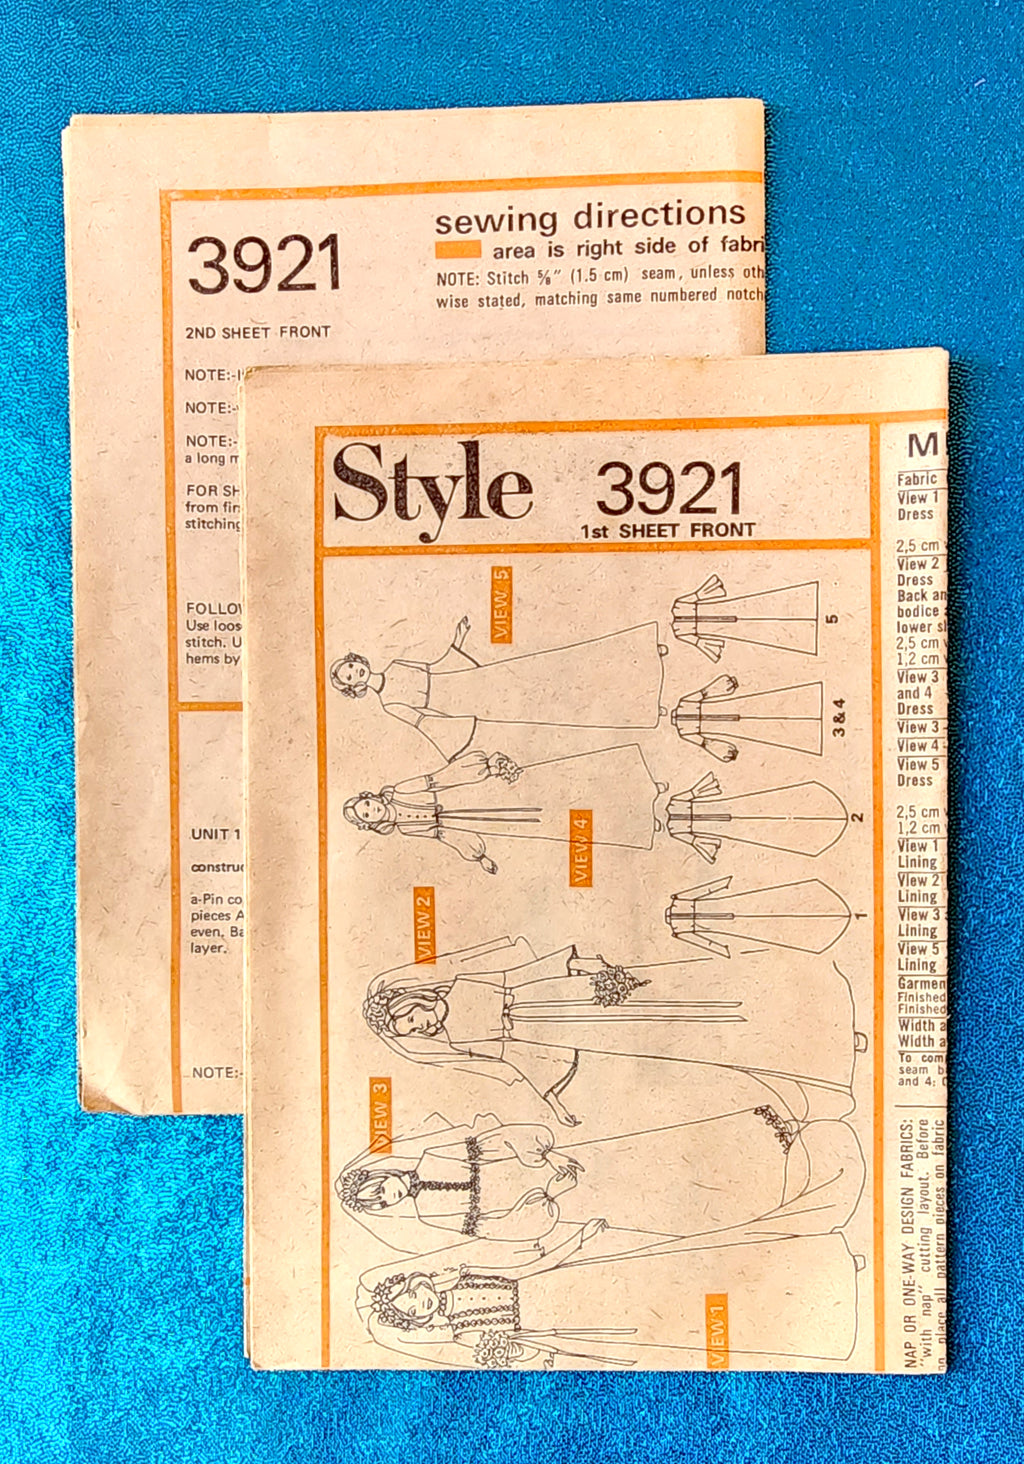 3921
sewing directions
area is right side of fabri
NOTE: Stitch ⅝" (1.5 cm) seam, unless oth
wise stated, matching same numbered notch
2ND SHEET FRONT
NOTE:-
NOTE:-
NOTE:-
a long
FOR SH
from fin
stitching
FOLLO
Use loos
stitch. U
hems by
UNIT 1
construc
a-Pin co
pieces A
even. Ba
layer.
NOTE:-
Style
3921
1st SHEET FRONT
VIEW 5
VIEW 4
VIEW 2
VIEW 3
VIEW 1
5
3 & 4
2
1
M
Fabric
View 1
Dress
2,5 cm
View 2
Dress
Back an
bodice
lower sl
2,5 cm
1,2 cm
View 3
and 4
Dress
View 3
View 4
View 5
Dress
2,5 cm
1,2 cm
View 1
Lining
View 2
Lining
View 3
Lining
View 5
Lining
Garmen
Finished
Finished
Width a
Width a
To com
seam b
and 4:
NAP OR ONE-WAY DESIGN FABRICS:
"with nap" cutting layout. Before
place all pattern pieces on fabric